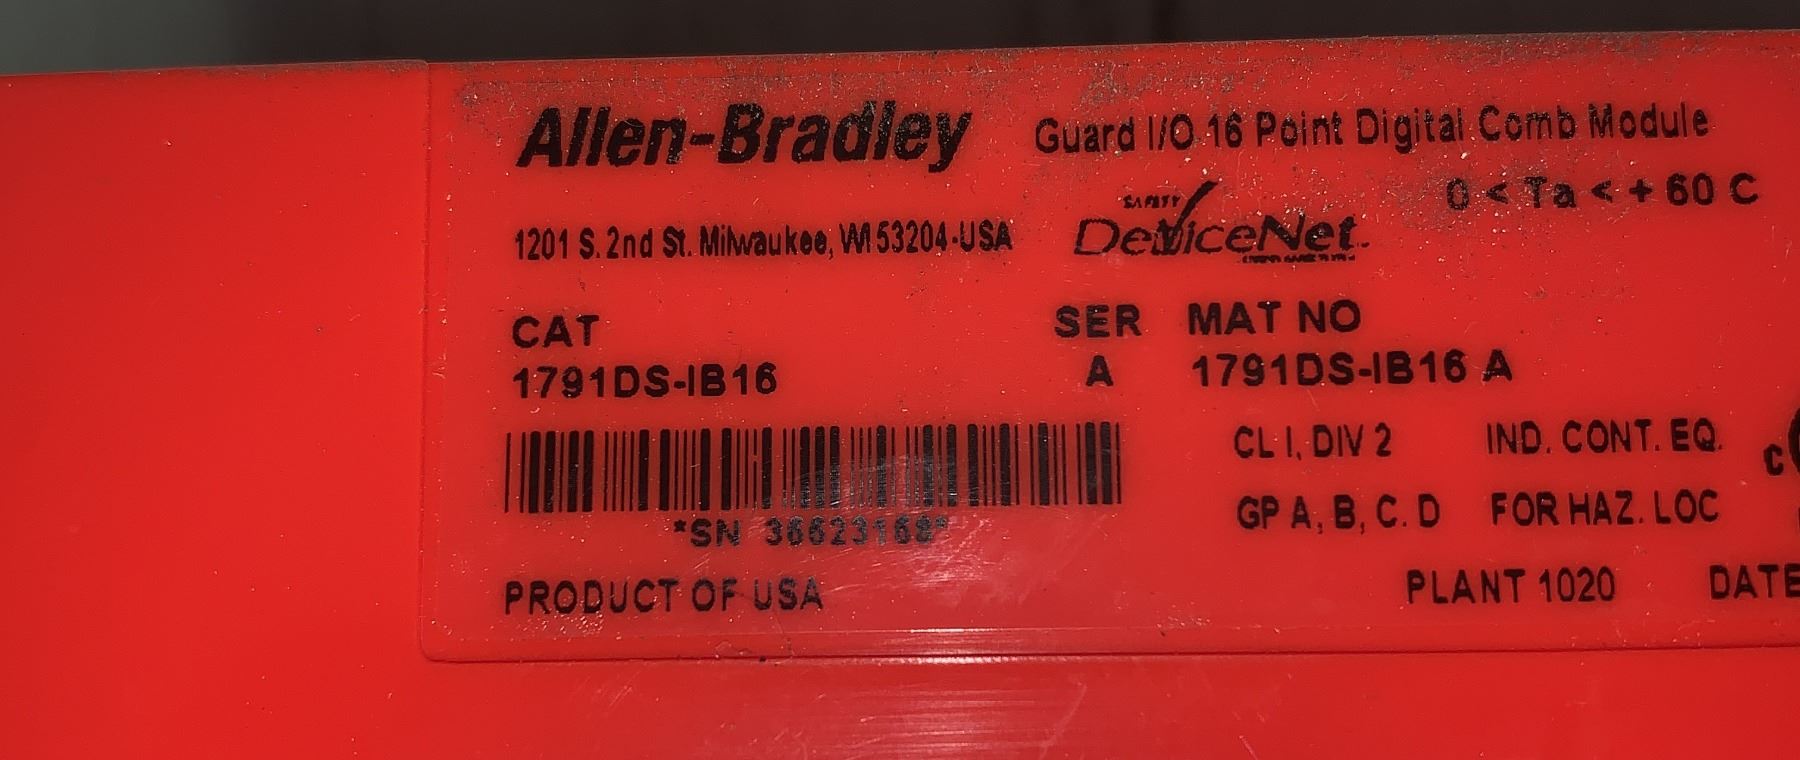 Allen-Bradley
Guard I/O 16 Point Digital Comb Module
0 < Ta < + 60 C
SAFETY
DeviceNet
1201 S. 2nd St. Milwaukee, WI 53204-USA
CAT
SER
MAT NO
1791DS-IB16
A
1791DS-IB16 A
CL I, DIV 2
IND. CONT. EQ.
C
GP A, B, C. D
FOR HAZ. LOC
*SN 36623168*
PRODUCT OF USA
PLANT 1020
DATE